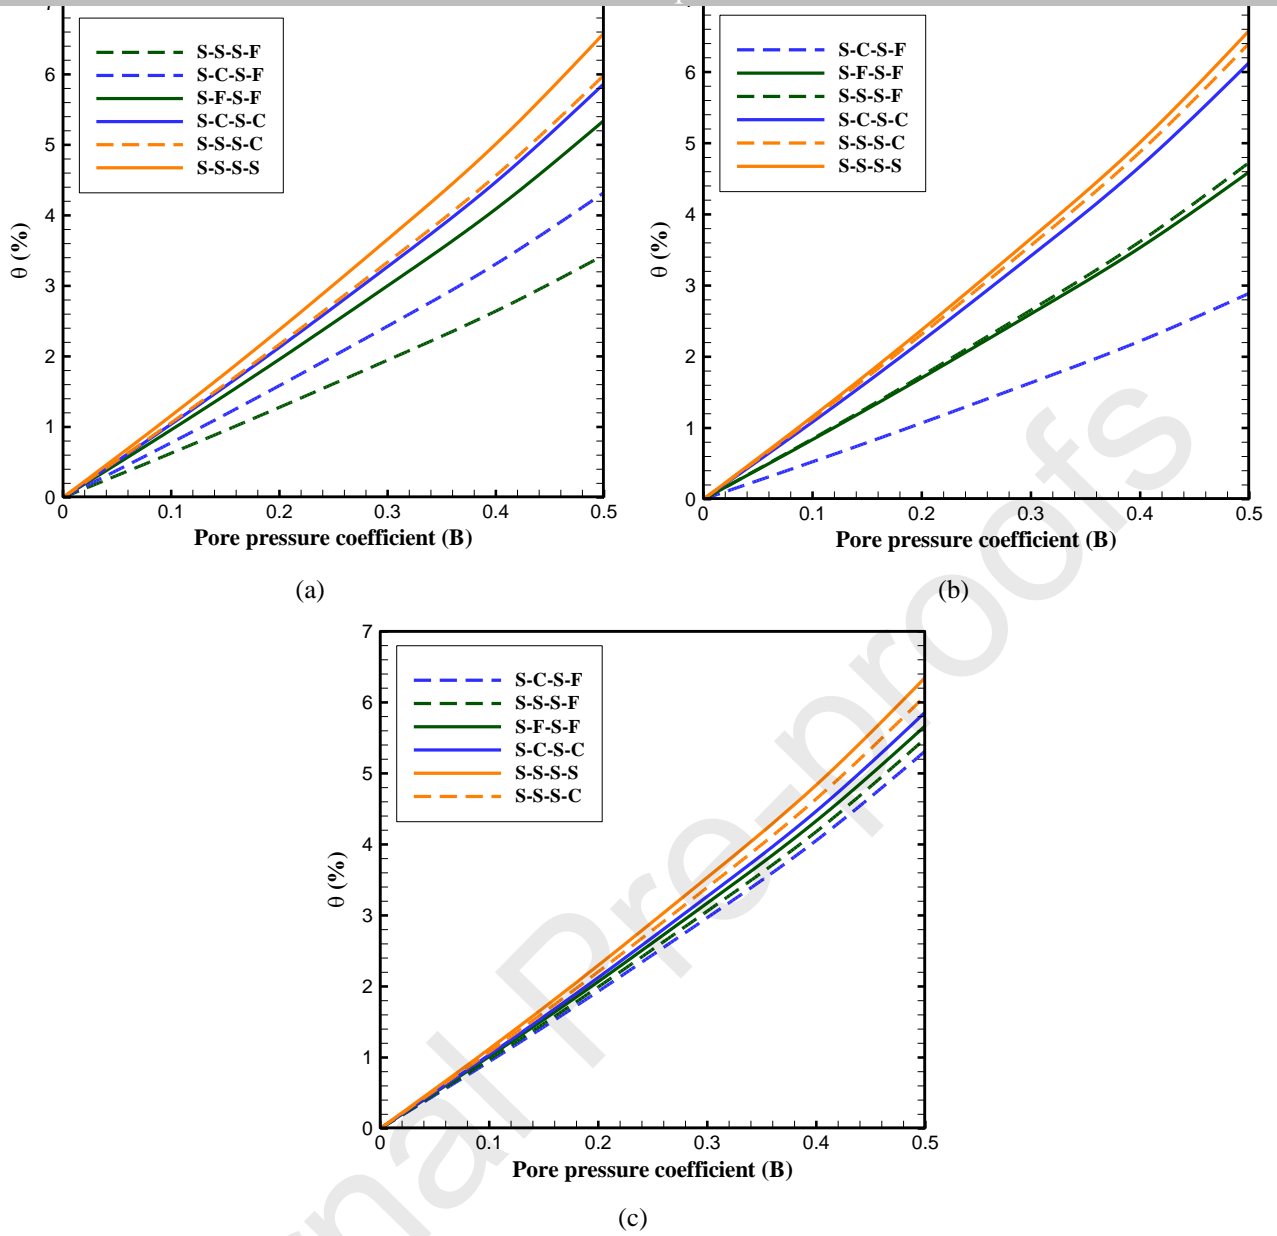 7
6
5
4
3
2
1
0
θ (%)
S-S-S-F
S-C-S-F
S-F-S-F
S-C-S-C
S-S-S-C
S-S-S-S
0 0.1 0.2 0.3 0.4 0.5
Pore pressure coefficient (B)
(a)
7
6
5
4
3
2
1
0
θ (%)
S-C-S-F
S-F-S-F
S-S-S-F
S-C-S-C
S-S-S-C
S-S-S-S
0 0.1 0.2 0.3 0.4 0.5
Pore pressure coefficient (B)
(b)
7
6
5
4
3
2
1
0
θ (%)
S-C-S-F
S-S-S-F
S-F-S-F
S-C-S-C
S-S-S-S
S-S-S-C
0 0.1 0.2 0.3 0.4 0.5
Pore pressure coefficient (B)
(c)
nal Pre-proofs